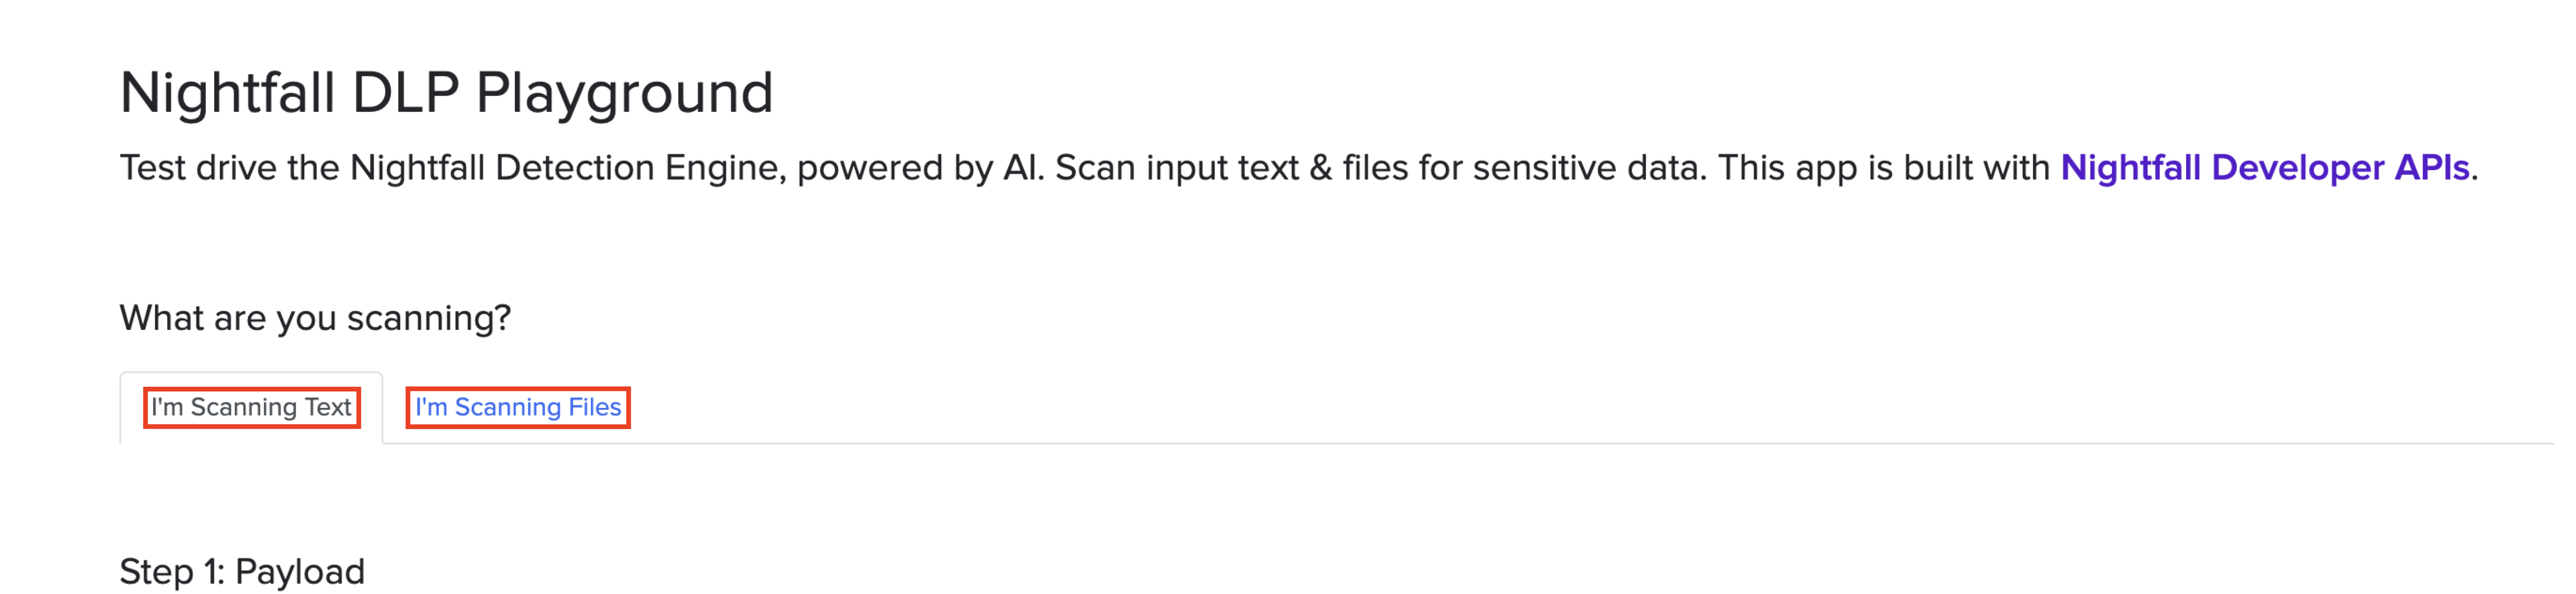 Nightfall DLP Playground
Test drive the Nightfall Detection Engine, powered by AI. Scan input text & files for sensitive data. This app is built with Nightfall Developer APIs.
What are you scanning?
I'm Scanning Text I'm Scanning Files
Step 1: Payload